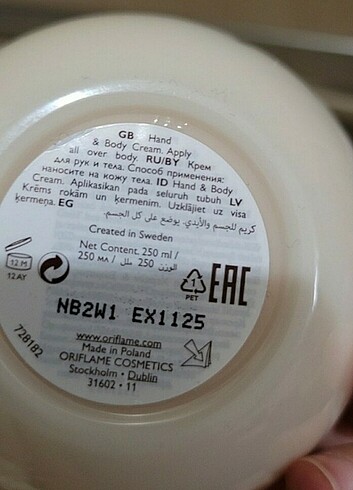 GB Hand
& Body Cream. Apply
all over body. RU/BY Крем
для рук и тела. Способ применения:
наносите на кожу тела. ID Hand & Body
Cream. Aplikasikan pada seluruh tubuh LV
Krēms rokām un ķermenim. Uzklājiet uz visa
ķermeņa. EG
كريم للجسم والأيدي. يوضع على كل الجسم.
Created in Sweden
Net Content. 250 ml /
250 мл / الوزن 250 ملل
12 M
12 AY
1
PET
EAC
NB2W1 EX1125
728182
www.oriflame.com
Made in Poland
ORIFLAME COSMETICS
Stockholm · Dublin
31602 · 11